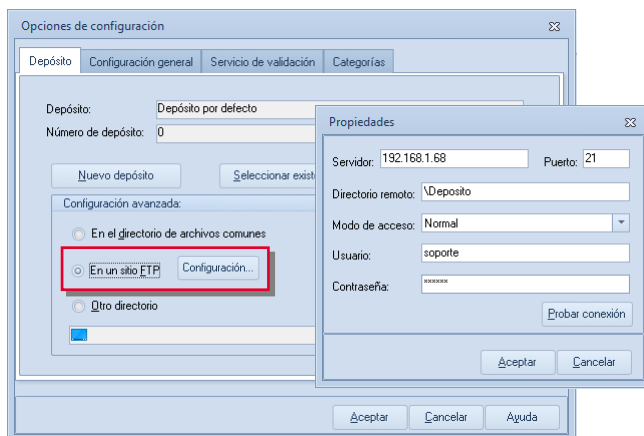 Opciones de configuración
Depósito
Configuración general
Servicio de validación
Categorías
Depósito: Depósito por defecto
Número de depósito: 0
Nuevo depósito
Seleccionar exist
Configuración avanzada:
En el directorio de archivos comunes
En un sitio FTP
Configuración...
Otro directorio
Aceptar
Cancelar
Ayuda
Propiedades
Servidor: 192.168.1.68 Puerto: 21
Directorio remoto: \Deposito
Modo de acceso: Normal
Usuario: soporte
Contraseña: ******
Probar conexión
Aceptar
Cancelar